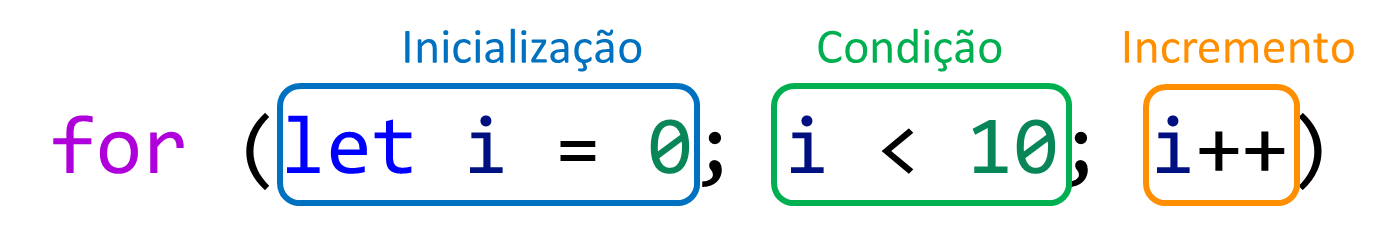 Inicialização Condição Incremento
for (let i = 0; i < 10; i++)